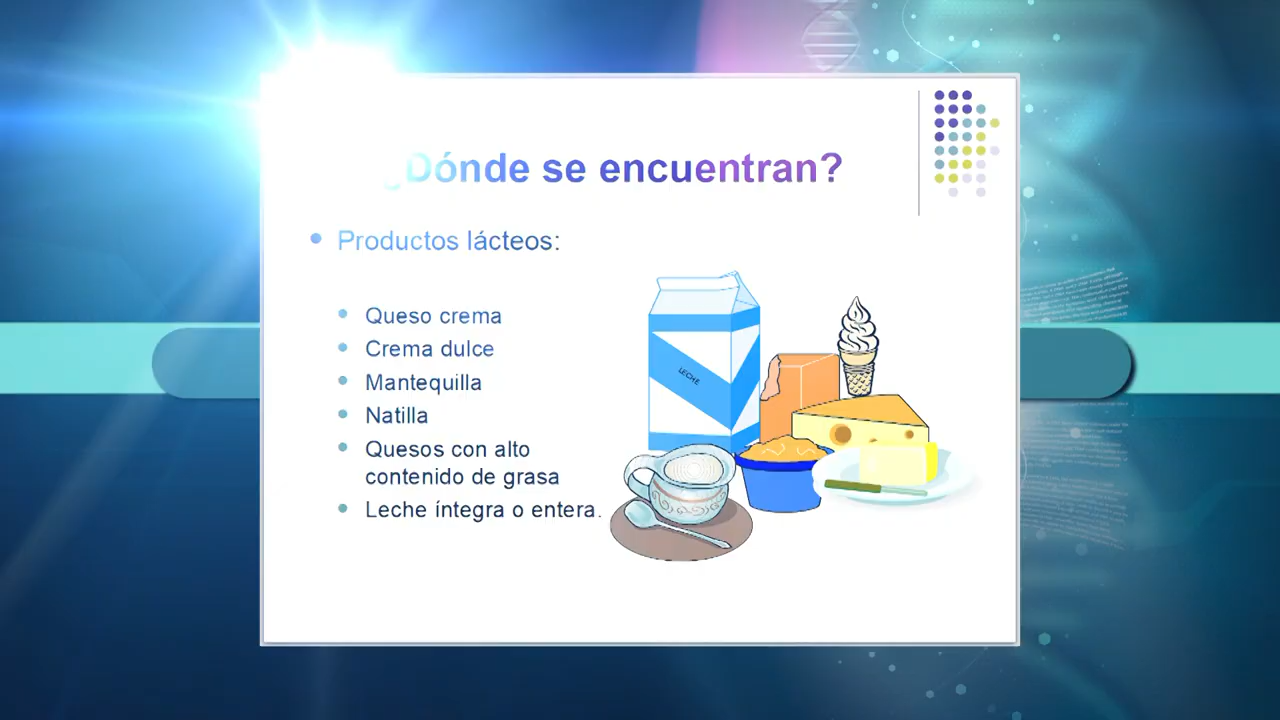 ¿Dónde se encuentran?
Productos lácteos:
Queso crema
Crema dulce
Mantequilla
Natilla
Quesos con alto
contenido de grasa
Leche íntegra o entera.
LECHE